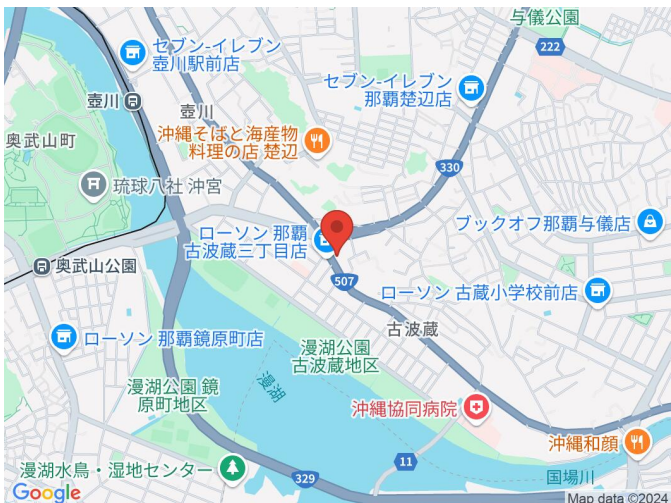 与儀公園
222
セブン-イレブン
壺川駅前店
壺川
壺川
セブン-イレブン
那覇楚辺店
奥武山町
沖縄そばと海産物
料理の店 楚辺
琉球八社 沖宮
330
ブックオフ那覇与儀店
ローソン 那覇
古波蔵三丁目店
奥武山公園
507
ローソン 古蔵小学校前店
ローソン 那覇鏡原町店
古波蔵
漫湖公園
古波蔵地区
漫湖
漫湖公園 鏡
原町地区
沖縄協同病院
沖縄和顔
漫湖水鳥・湿地センター
11
国場川
329
Google
Map data ©2024